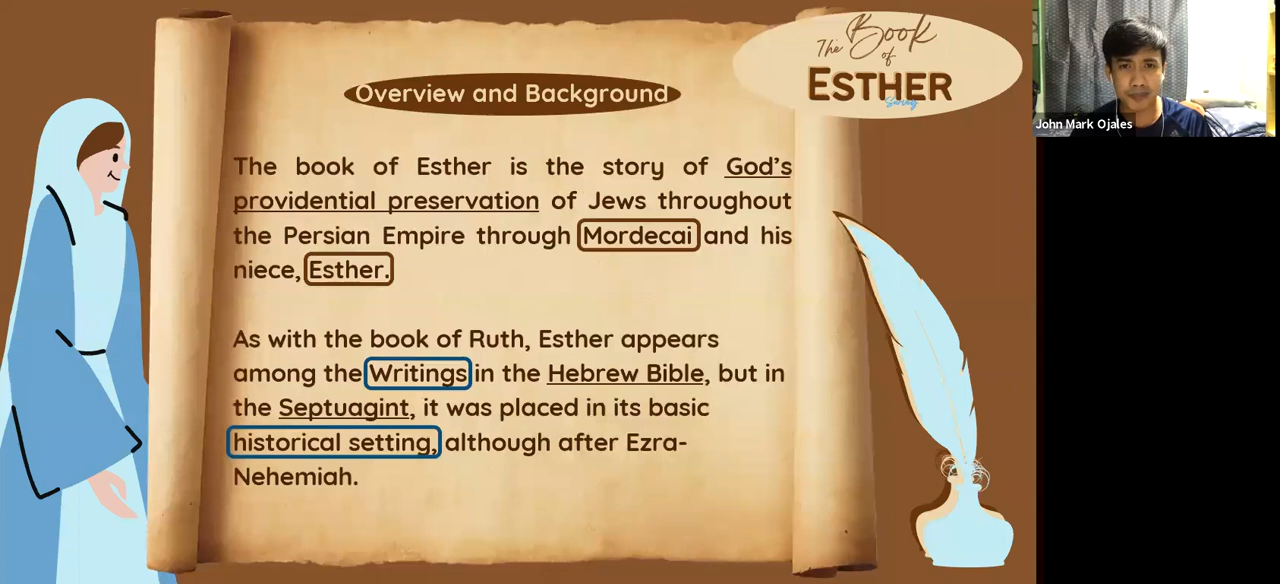 The Book
of
ESTHER
Overview and Background
The book of Esther is the story of God's
providential preservation of Jews throughout
the Persian Empire through Mordecai and his
niece, Esther.
As with the book of Ruth, Esther appears
among the Writings in the Hebrew Bible, but in
the Septuagint, it was placed in its basic
historical setting, although after Ezra-
Nehemiah.
John Mark Ojales